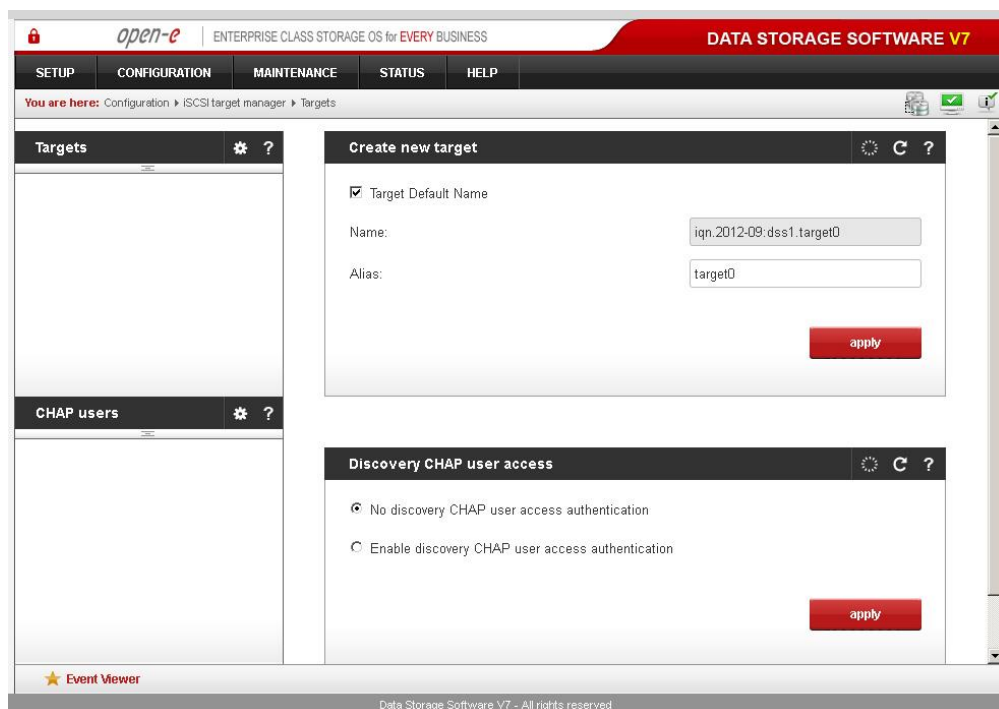 open-e ENTERPRISE CLASS STORAGE OS for EVERY BUSINESS
DATA STORAGE SOFTWARE V7
SETUP CONFIGURATION MAINTENANCE STATUS HELP
You are here: Configuration iSCSI target manager Targets
Targets ?
Create new target ?
Target Default Name
Name: iqn.2012-09:dss1.target0
Alias: target0
apply
CHAP users ?
Discovery CHAP user access ?
No discovery CHAP user access authentication
Enable discovery CHAP user access authentication
apply
Event Viewer
Data Storage Software V7 - All rights reserved